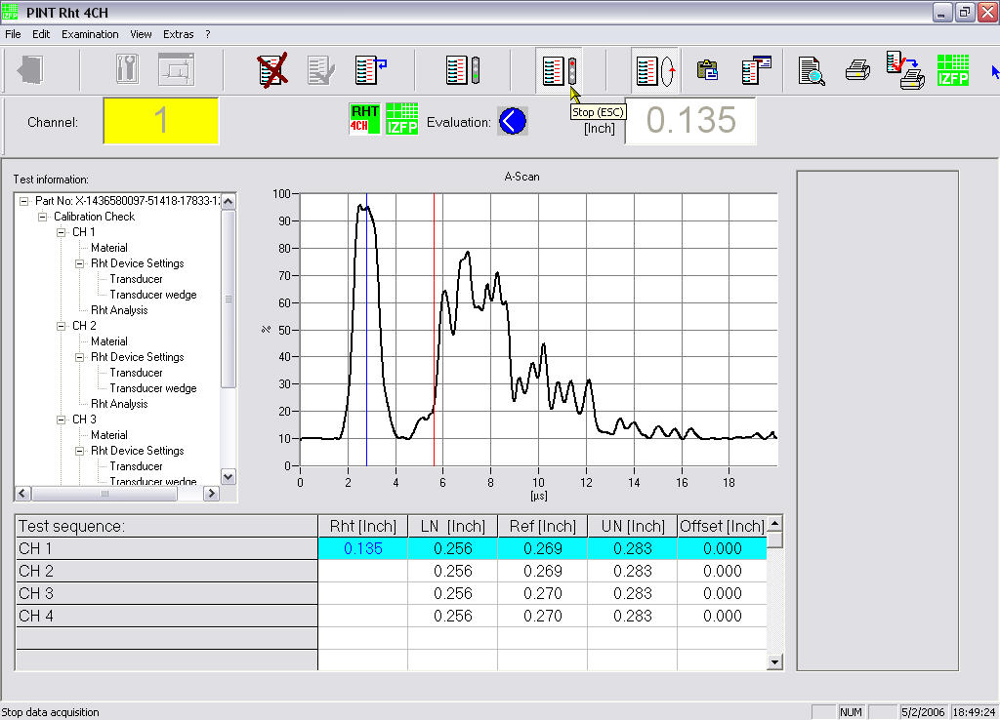 PINT Rht 4CH
File Edit Examination View Extras ?
IZFP
Channel: 1
RHT 4CH
IZFP
Evaluation:
Stop (ESC)
[Inch]
0.135
Test information:
Part No: X-1436580097-51418-17833-12
Calibration Check
CH 1
Material
Rht Device Settings
Transducer
Transducer wedge
Rht Analysis
CH 2
Material
Rht Device Settings
Transducer
Transducer wedge
Rht Analysis
CH 3
Material
Rht Device Settings
Transducer
Transducer wedge
A-Scan
100
90
80
70
60
%
50
40
30
20
10
0
0 2 4 6 8 10 12 14 16 18
[µs]
Test sequence: Rht [Inch] LN [Inch] Ref [Inch] UN [Inch] Offset [Inch]
CH 1 0.135 0.256 0.269 0.283 0.000
CH 2 0.256 0.269 0.283 0.000
CH 3 0.256 0.270 0.283 0.000
CH 4 0.256 0.270 0.283 0.000
Stop data acquisition NUM 5/2/2006 18:49:24